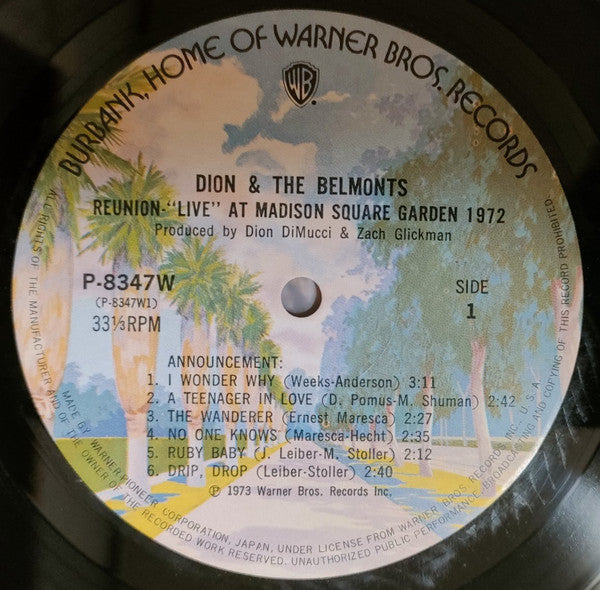 BURBANK, HOME OF WARNER BROS. RECORDS
WB
DION & THE BELMONTS
REUNION-"LIVE" AT MADISON SQUARE GARDEN 1972
Produced by Dion DiMucci & Zach Glickman
P-8347W
(P-8347W1)
33⅓RPM
SIDE
1
ANNOUNCEMENT:
1. I WONDER WHY (Weeks-Anderson) 3:11
2. A TEENAGER IN LOVE (D. Pomus-M. Shuman) 2:42
3. THE WANDERER (Ernest Maresca) 2:27
4. NO ONE KNOWS (Maresca-Hecht) 2:35
5. RUBY BABY (J. Leiber-M. Stoller) 2:12
6. DRIP, DROP (Leiber-Stoller) 2:40
℗ 1973 Warner Bros. Records Inc.
MADE BY WARNER-PIONEER CORPORATION, JAPAN, UNDER LICENSE FROM WARNER BROS. RECORDS INC., U.S.A.
ALL RIGHTS OF THE MANUFACTURER AND OF THE OWNER OF THE RECORDED WORK RESERVED. UNAUTHORIZED PUBLIC PERFORMANCE, BROADCASTING AND COPYING OF THIS RECORD PROHIBITED.